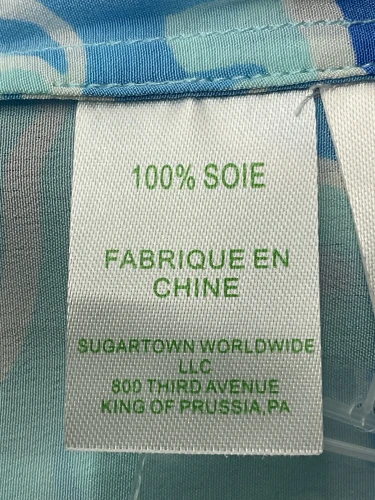 100% SOIE
FABRIQUE EN
CHINE
SUGARTOWN WORLDWIDE
LLC
800 THIRD AVENUE
KING OF PRUSSIA, PA